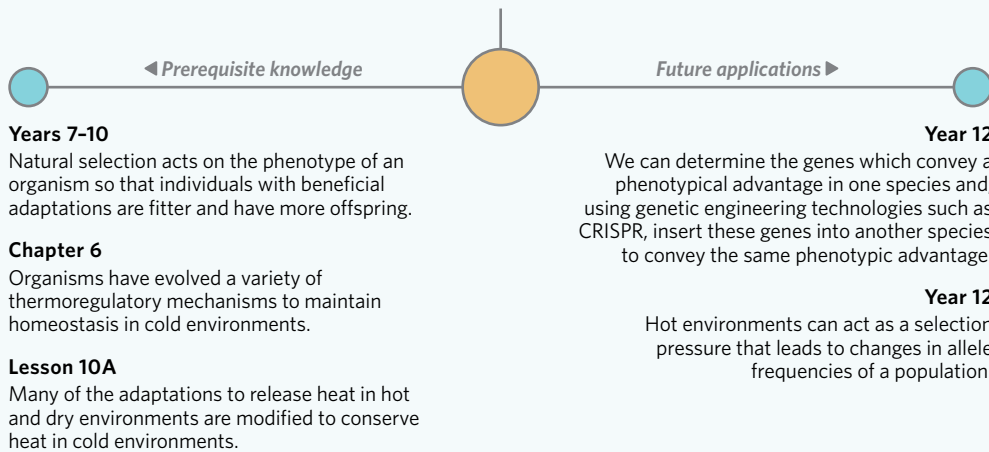 ◀ Prerequisite knowledge
Future applications ▶
Years 7–10
Natural selection acts on the phenotype of an
organism so that individuals with beneficial
adaptations are fitter and have more offspring.
Chapter 6
Organisms have evolved a variety of
thermoregulatory mechanisms to maintain
homeostasis in cold environments.
Lesson 10A
Many of the adaptations to release heat in hot
and dry environments are modified to conserve
heat in cold environments.
Year 12
We can determine the genes which convey a
phenotypical advantage in one species and,
using genetic engineering technologies such as
CRISPR, insert these genes into another species
to convey the same phenotypic advantage
Year 12
Hot environments can act as a selection
pressure that leads to changes in allele
frequencies of a population